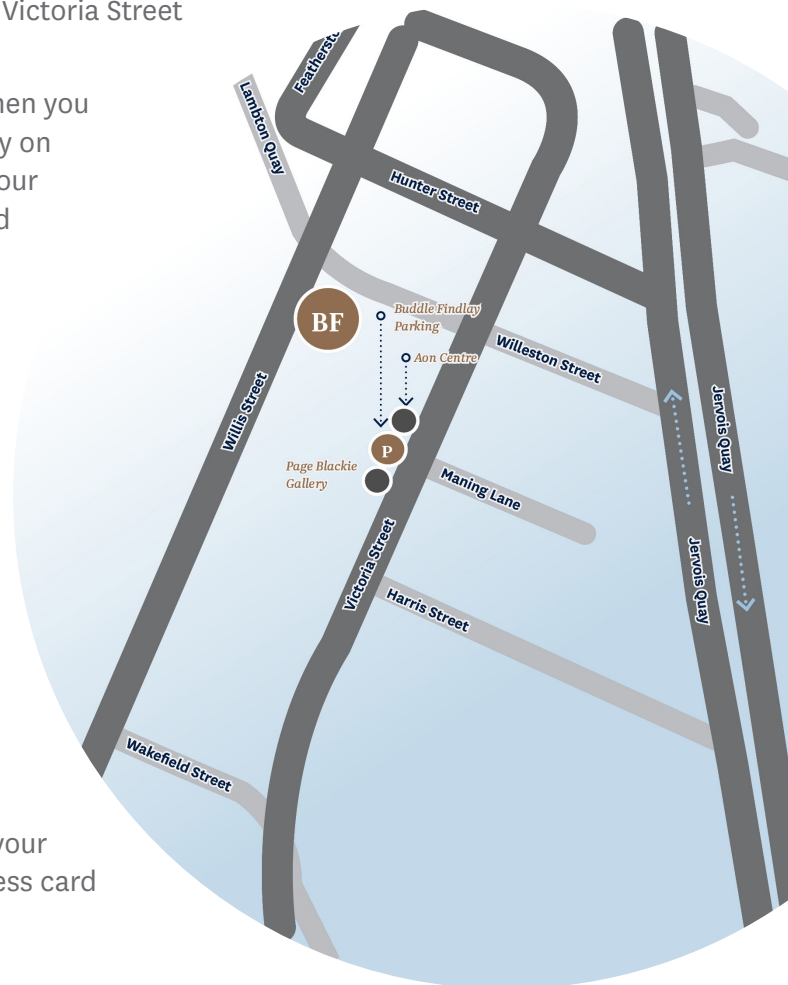 Victoria Street
hen you
y on
our
d
Lambton Quay
Hunter Street
BF
Buddle Findlay
Parking
Aon Centre
Willeston Street
Willis Street
P
Page Blackie
Gallery
Maning Lane
Jervois Quay
Victoria Street
Jervois Quay
Harris Street
Wakefield Street
your
ess card